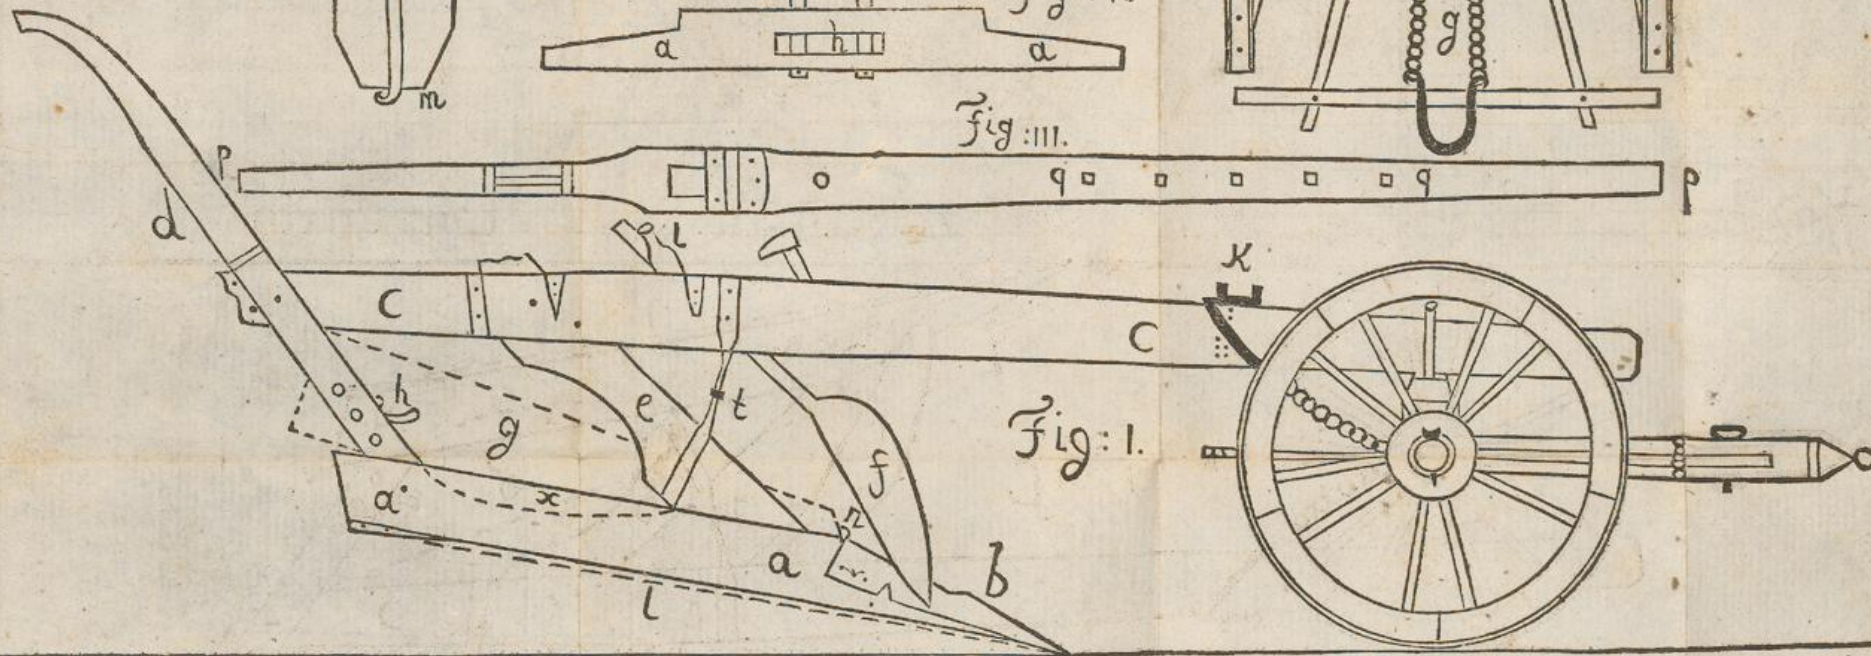 g
a h a
m
Fig: III.
p q q p
d
l
K
C C
h
g e t
Fig: I.
f
a x
n
a r. b
l